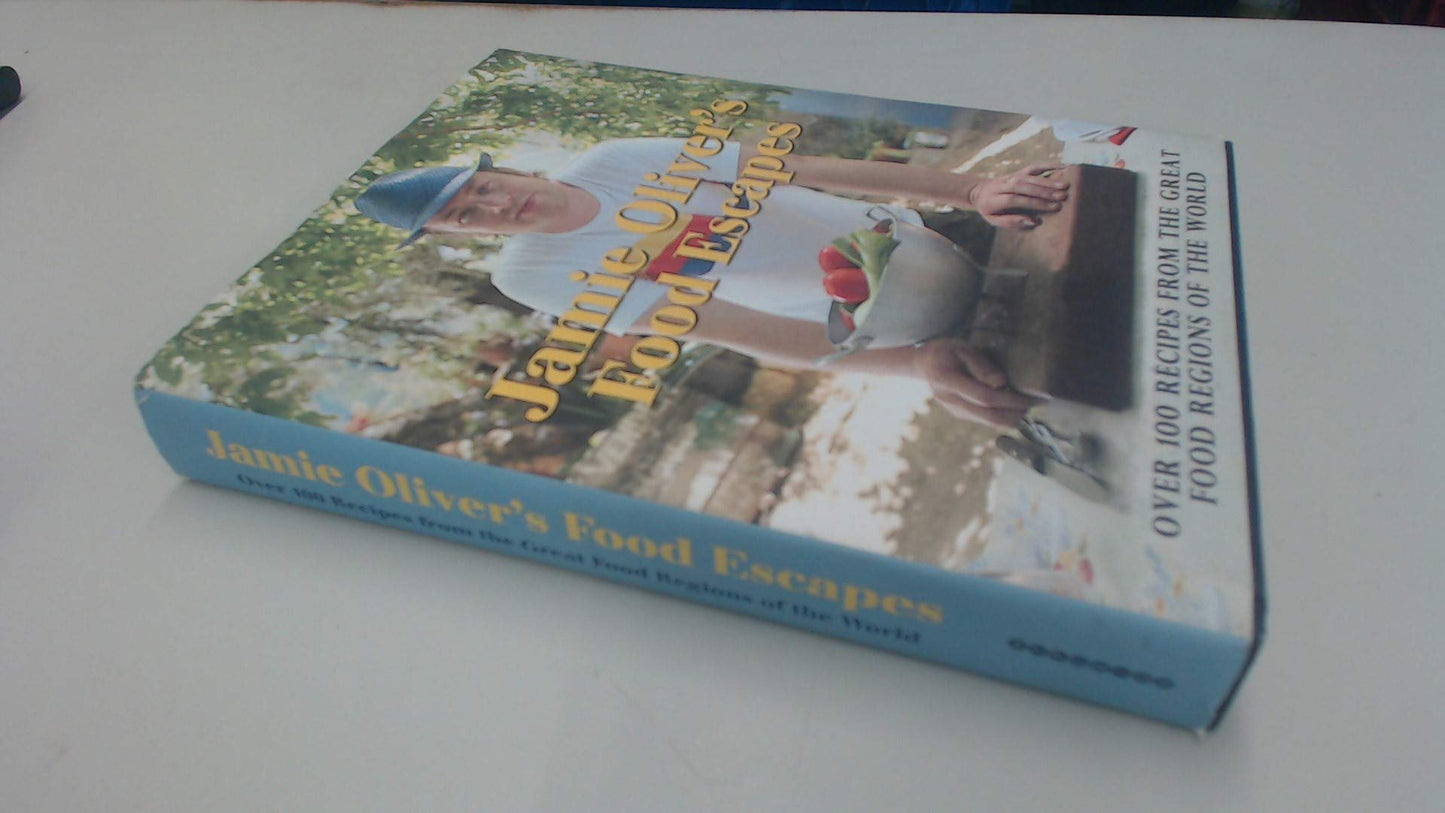 Jamie Oliver's
Food Escapes
OVER 100 RECIPES FROM THE GREAT
FOOD REGIONS OF THE WORLD
Jamie Oliver's Food Escapes
Over 100 Recipes from the Great Food Regions of the World